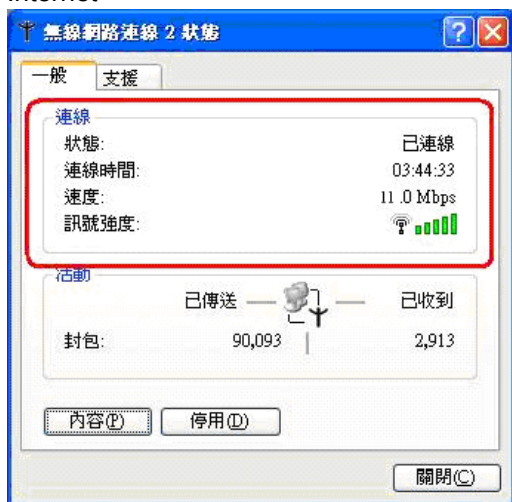 無線網路連線 2 狀態
一般 支援
連線
狀態: 已連線
連線時間: 03:44:33
速度: 11.0 Mbps
訊號強度:
活動
已傳送 — — 已收到
封包: 90,093 | 2,913
內容(P) 停用(D)
關閉(C)